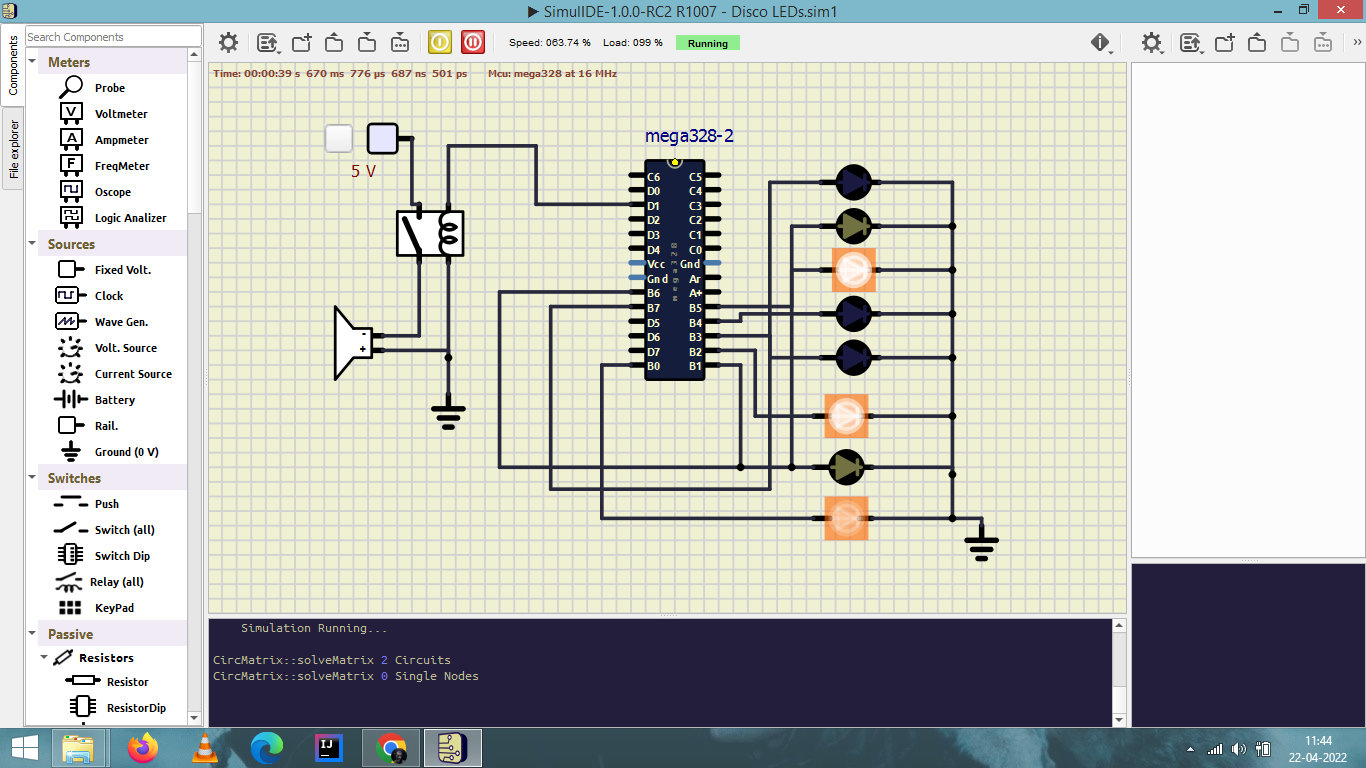 SimulIDE-1.0.0-RC2 R1007 - Disco LEDs.sim1
Components
File explorer
Search Components
Meters
Probe
Voltmeter
Ampmeter
FreqMeter
Oscope
Logic Analizer
Sources
Fixed Volt.
Clock
Wave Gen.
Volt. Source
Current Source
Battery
Rail.
Ground (0 V)
Switches
Push
Switch (all)
Switch Dip
Relay (all)
KeyPad
Passive
Resistors
Resistor
ResistorDip
Speed: 063.74 % Load: 099 % Running
»
Time: 00:00:39 s 670 ms 776 µs 687 ns 501 ps Mcu: mega328 at 16 MHz
5 V
mega328-2
C6 C5
D0 C4
D1 C3
D2 C2
D3 C1
D4 C0
Vcc Gnd
Gnd Ar
B6 A+
B7 B5
D5 B4
D6 B3
D7 B2
B0 B1
mega328
V
A
F
- 
+
Simulation Running...
CircMatrix::solveMatrix 2 Circuits
CircMatrix::solveMatrix 0 Single Nodes
IJ
11:44
22-04-2022